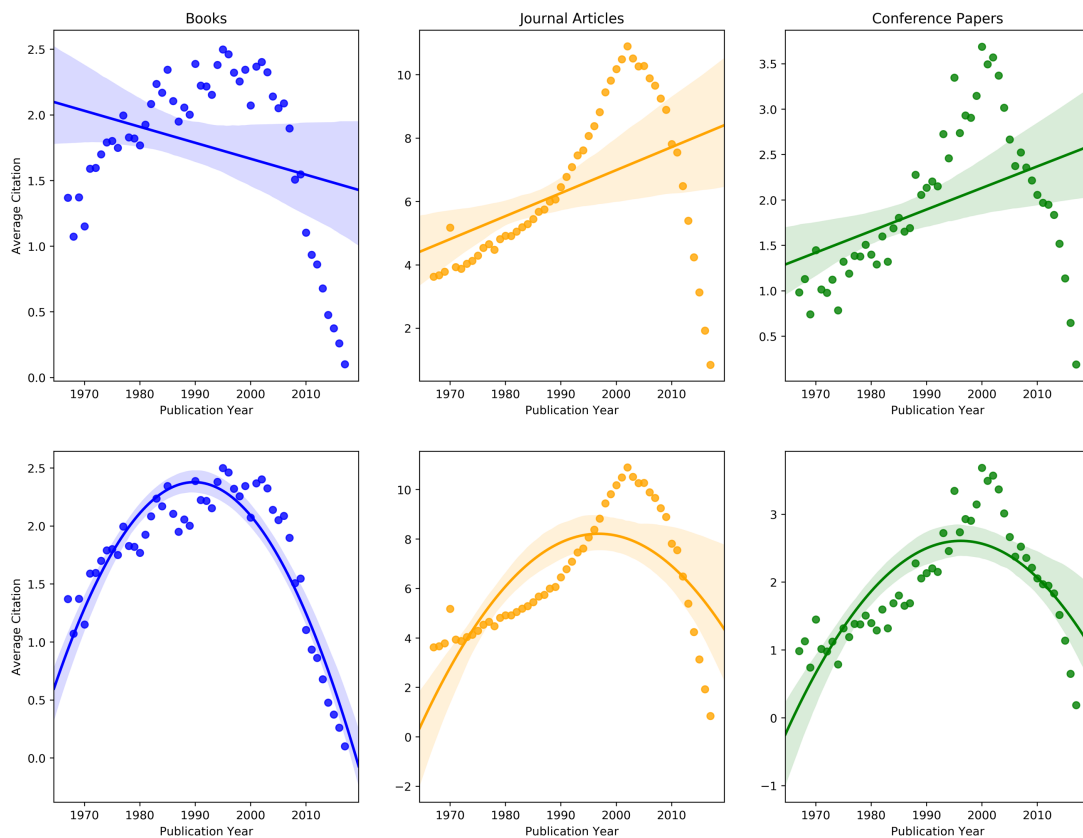 Books
Journal Articles
Conference Papers
Average Citation
2.5
2.0
1.5
1.0
0.5
0.0
10
8
6
4
2
3.5
3.0
2.5
2.0
1.5
1.0
0.5
1970 1980 1990 2000 2010
1970 1980 1990 2000 2010
1970 1980 1990 2000 2010
Publication Year
Publication Year
Publication Year
Average Citation
2.5
2.0
1.5
1.0
0.5
0.0
10
8
6
4
2
0
−2
3
2
1
0
−1
1970 1980 1990 2000 2010
1970 1980 1990 2000 2010
1970 1980 1990 2000 2010
Publication Year
Publication Year
Publication Year